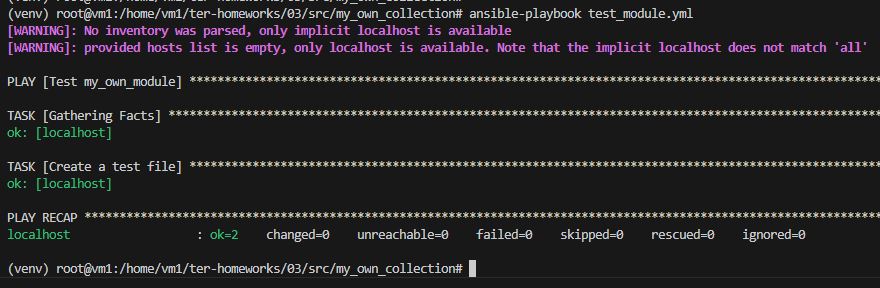 (venv) root@vm1:/home/vm1/ter-homeworks/03/src/my_own_collection# ansible-playbook test_module.yml
[WARNING]: No inventory was parsed, only implicit localhost is available
[WARNING]: provided hosts list is empty, only localhost is available. Note that the implicit localhost does not match 'all'
PLAY [Test my_own_module] ***************************************************************************************************
TASK [Gathering Facts] ******************************************************************************************************
ok: [localhost]
TASK [Create a test file] ***************************************************************************************************
ok: [localhost]
PLAY RECAP ******************************************************************************************************************
localhost                  : ok=2    changed=0    unreachable=0    failed=0    skipped=0    rescued=0    ignored=0
(venv) root@vm1:/home/vm1/ter-homeworks/03/src/my_own_collection#